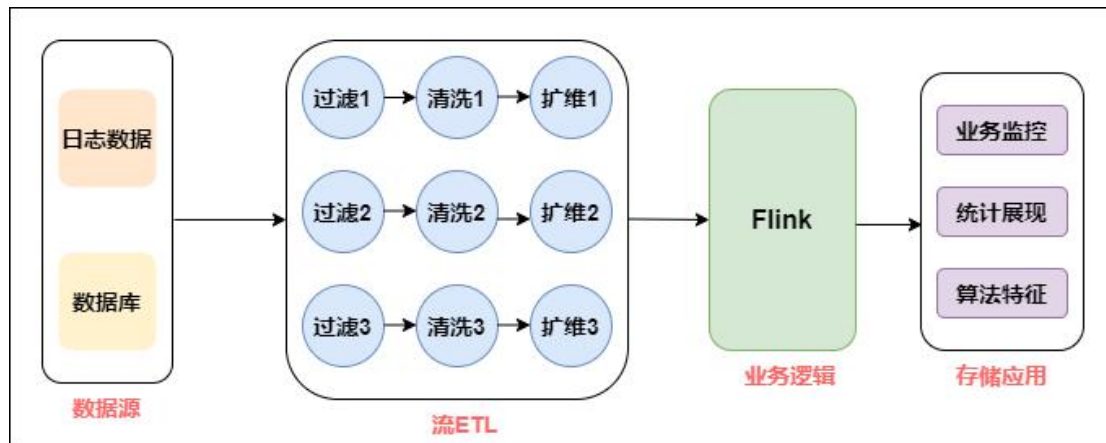 日志数据
数据库
数据源
过滤1 清洗1 扩维1
过滤2 清洗2 扩维2
过滤3 清洗3 扩维3
流ETL
Flink
业务逻辑
业务监控
统计展现
算法特征
存储应用